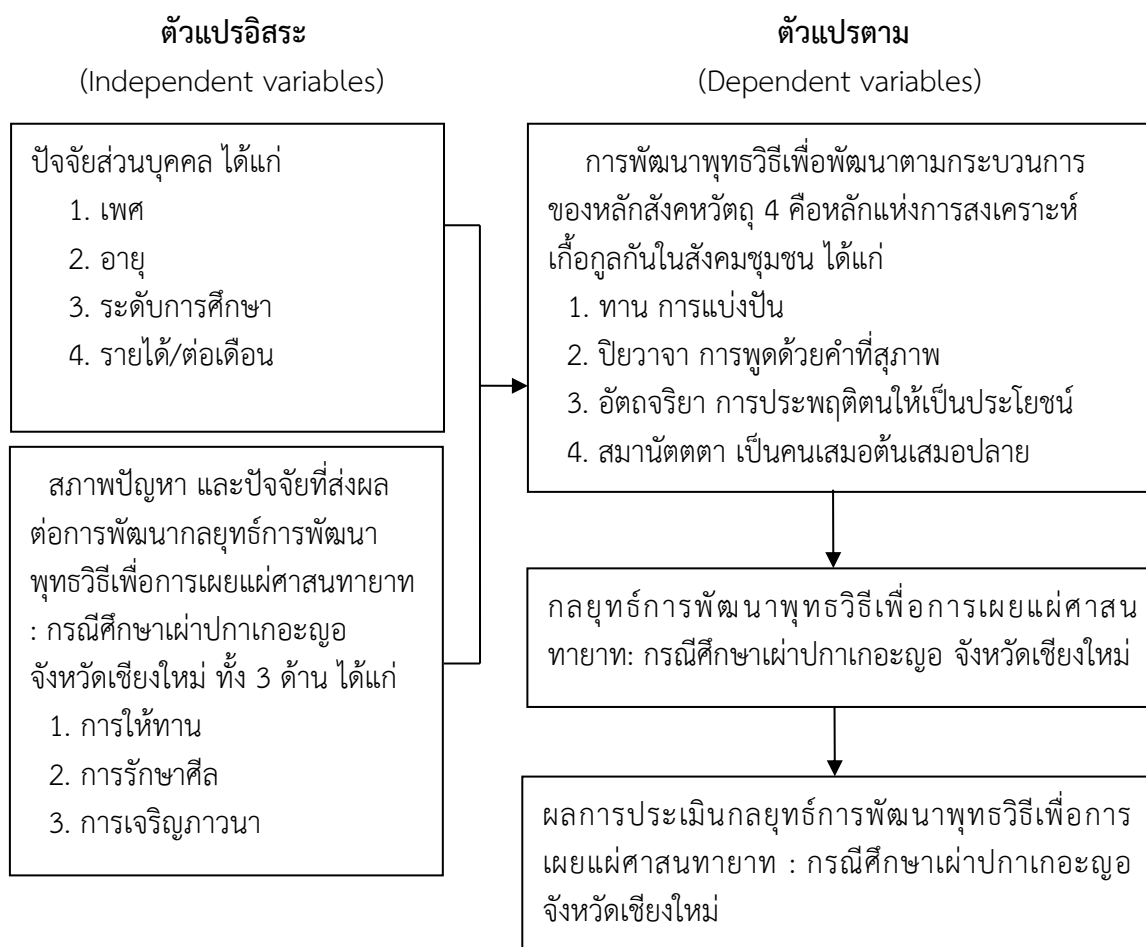 ตัวแปรอิสระ
(Independent variables)
ปัจจัยส่วนบุคคล ได้แก่
1. เพศ
2. อายุ
3. ระดับการศึกษา
4. รายได้/ต่อเดือน
สภาพปัญหา และปัจจัยที่ส่งผล
ต่อการพัฒนากลยุทธ์การพัฒนา
พุทธวิธีเพื่อการเผยแผ่ศาสนทายาท
: กรณีศึกษาเผ่าปกาเกอะญอ
จังหวัดเชียงใหม่ ทั้ง 3 ด้าน ได้แก่
1. การให้ทาน
2. การรักษาศีล
3. การเจริญภาวนา
ตัวแปรตาม
(Dependent variables)
การพัฒนาพุทธวิธีเพื่อพัฒนาตามกระบวนการ
ของหลักสังคหวัตถุ 4 คือหลักแห่งการสงเคราะห์
เกื้อกูลกันในสังคมชุมชน ได้แก่
1. ทาน การแบ่งปัน
2. ปิยวาจา การพูดด้วยคำที่สุภาพ
3. อัตถจริยา การประพฤติตนให้เป็นประโยชน์
4. สมานัตตตา เป็นคนเสมอต้นเสมอปลาย
กลยุทธ์การพัฒนาพุทธวิธีเพื่อการเผยแผ่ศาสน
ทายาท: กรณีศึกษาเผ่าปกาเกอะญอ จังหวัดเชียงใหม่
ผลการประเมินกลยุทธ์การพัฒนาพุทธวิธีเพื่อการ
เผยแผ่ศาสนทายาท : กรณีศึกษาเผ่าปกาเกอะญอ
จังหวัดเชียงใหม่